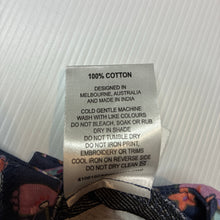 100% COTTON
DESIGNED IN
MELBOURNE, AUSTRALIA
AND MADE IN INDIA
COLD GENTLE MACHINE
WASH WITH LIKE COLOURS
DO NOT BLEACH, SOAK OR RUB
DRY IN SHADE
DO NOT TUMBLE DRY
DO NOT IRON PRINT,
EMBROIDERY OR TRIMS
COOL IRON ON REVERSE SIDE
DO NOT DRY CLEAN